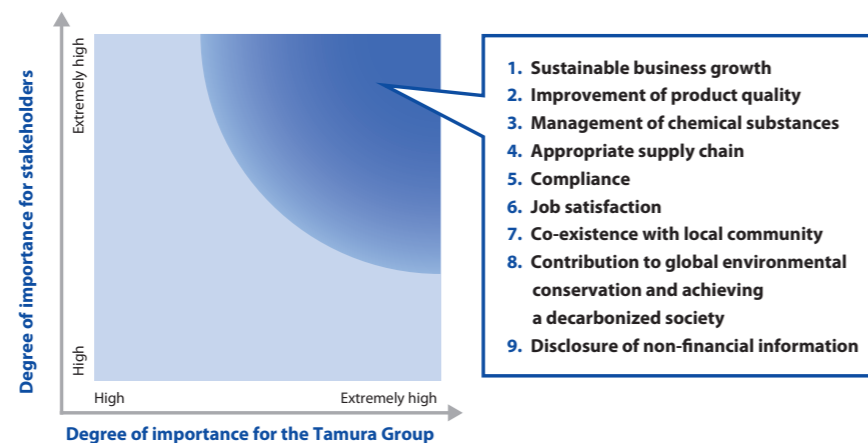 Degree of importance for stakeholders
Extremely high
High
High
Extremely high
Degree of importance for the Tamura Group
1. Sustainable business growth
2. Improvement of product quality
3. Management of chemical substances
4. Appropriate supply chain
5. Compliance
6. Job satisfaction
7. Co-existence with local community
8. Contribution to global environmental
conservation and achieving
a decarbonized society
9. Disclosure of non-financial information